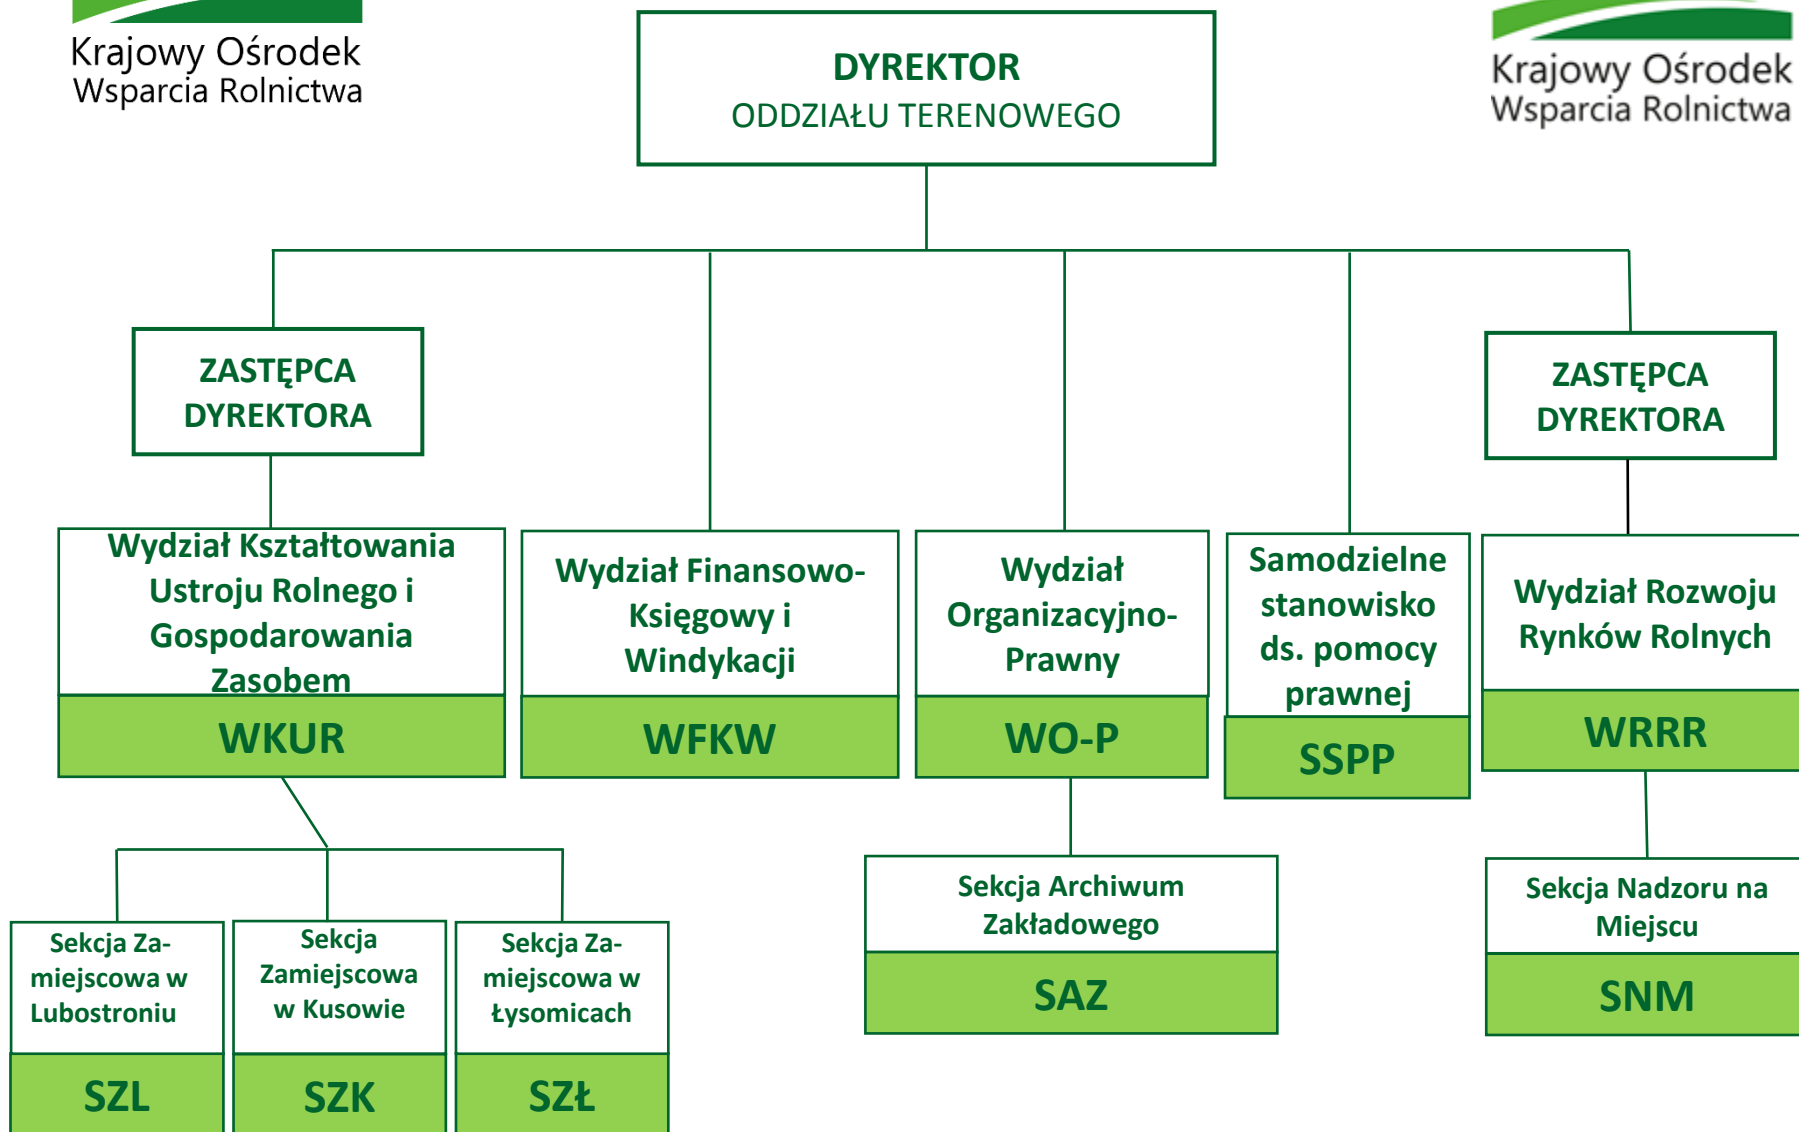 Krajowy Ośrodek
Wsparcia Rolnictwa
DYREKTOR
ODDZIAŁU TERENOWEGO
Krajowy Ośrodek
Wsparcia Rolnictwa
ZASTĘPCA
DYREKTORA
ZASTĘPCA
DYREKTORA
Wydział Kształtowania
Ustroju Rolnego i
Gospodarowania
Zasobem
WKUR
Wydział Finansowo-
Księgowy i
Windykacji
WFKW
Wydział
Organizacyjno-
Prawny
WO-P
Samodzielne
stanowisko
ds. pomocy
prawnej
SSPP
Wydział Rozwoju
Rynków Rolnych
WRRR
Sekcja Za-
miejscowa w
Lubostroniu
SZL
Sekcja
Zamiejscowa
w Kusowie
SZK
Sekcja Za-
miejscowa w
Łysomicach
SZŁ
Sekcja Archiwum
Zakładowego
SAZ
Sekcja Nadzoru na
Miejscu
SNM